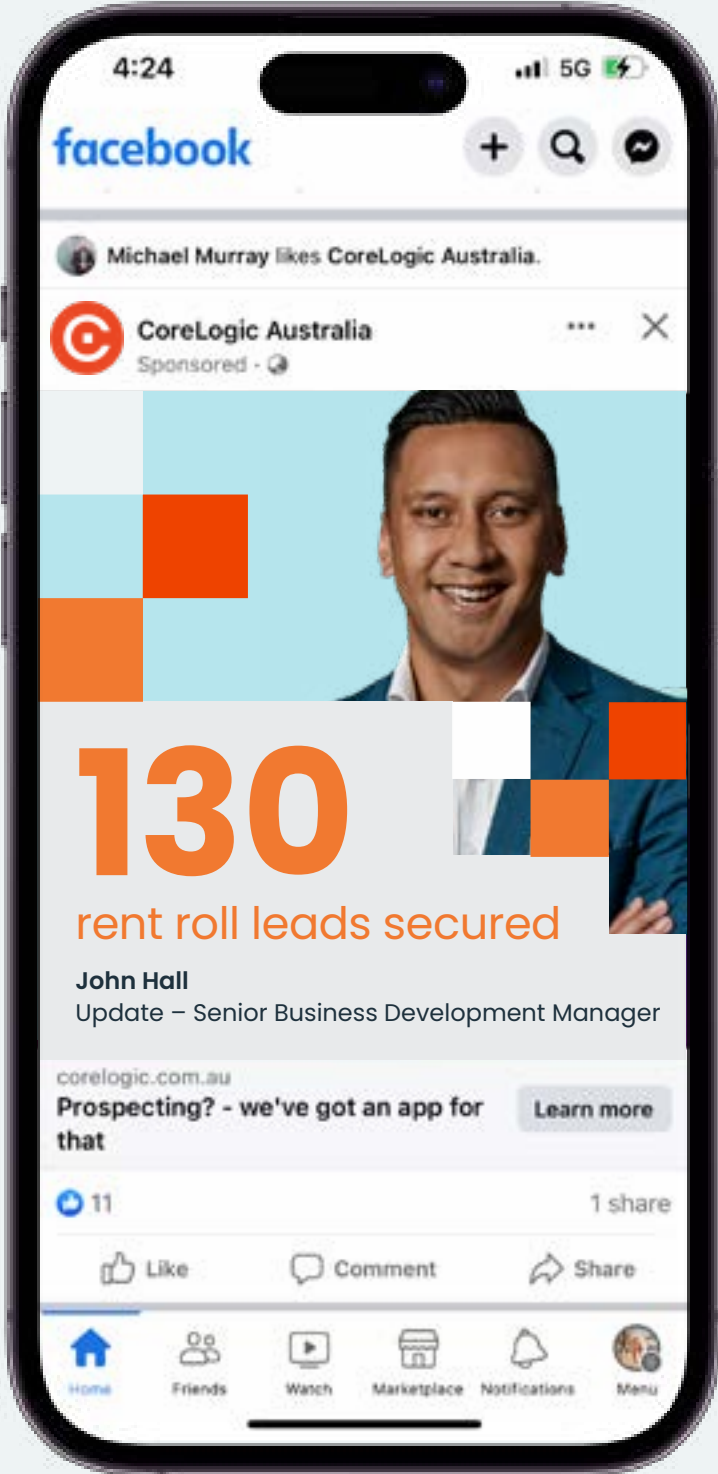 4:24
5G
facebook
Michael Murray likes CoreLogic Australia.
CoreLogic Australia
Sponsored ·
130
rent roll leads secured
John Hall
Update – Senior Business Development Manager
corelogic.com.au
Prospecting? - we've got an app for
that
Learn more
11
1 share
Like
Comment
Share
Home
Friends
Watch
Marketplace
Notifications
Menu